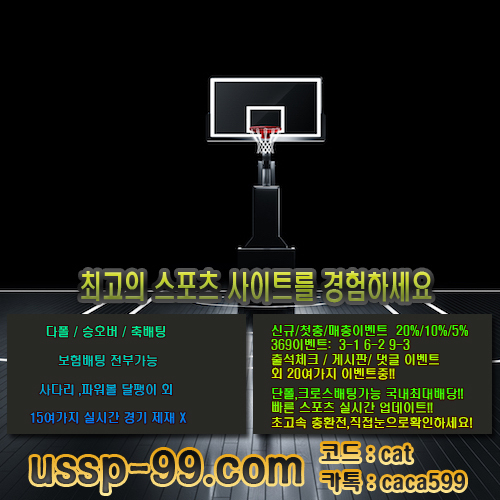 최고의 스포츠 사이트를 경험하세요
다폴 / 승오버 / 축배팅
보험배팅 전부가능
사다리 ,파워볼 달팽이 외
15여가지 실시간 경기 제재 X
신규/첫충/매충이벤트 20%/10%/5%
369이벤트: 3-1 6-2 9-3
출석체크 / 게시판/ 댓글 이벤트
외 20여가지 이벤트중!!
단폴,크로스배팅가능 국내최대배당!!
빠른 스포츠 실시간 업데이트!!
초고속 충환전,직접눈으로확인하세요!
ussp-99.com
코드 : cat
카톡 : caca599